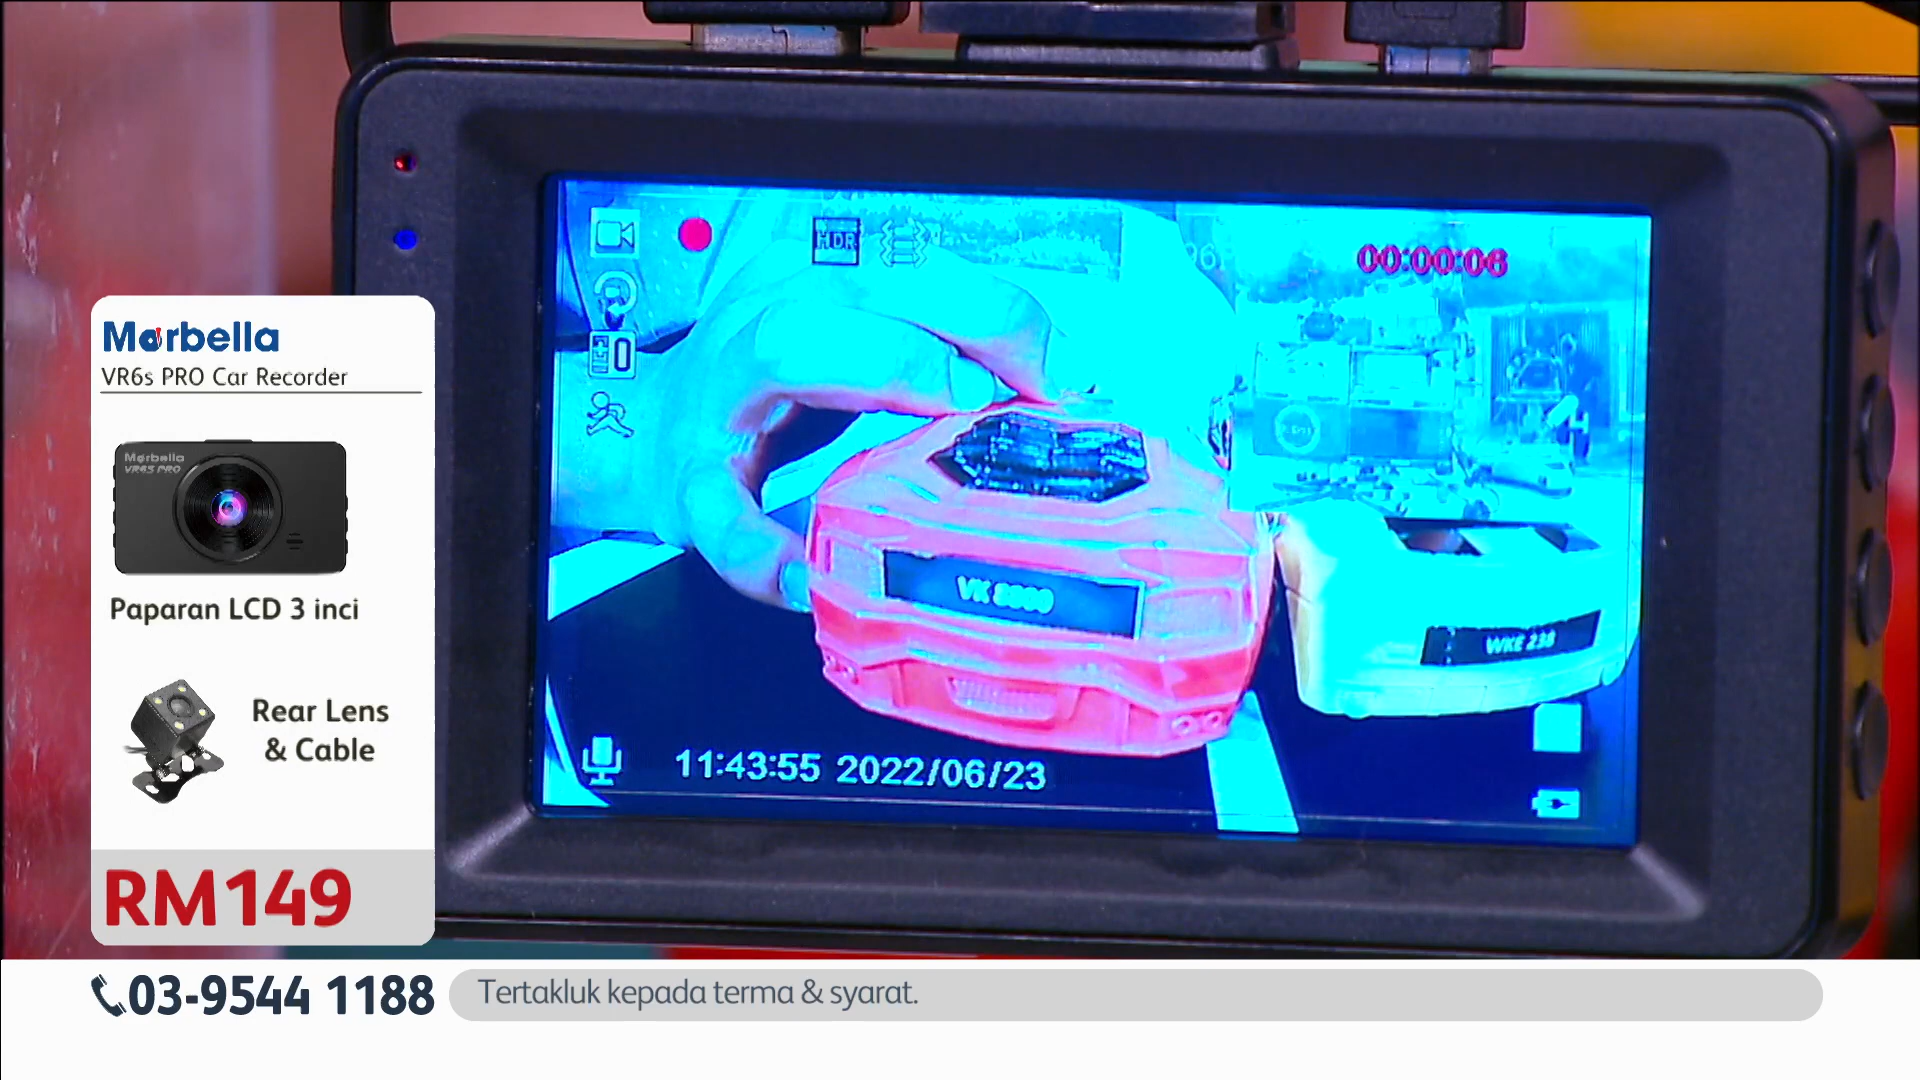 Marbella
VR6s PRO Car Recorder
Marbella
VR6S PRO
Paparan LCD 3 inci
Rear Lens
& Cable
RM149
03-9544 1188
Tertakluk kepada terma & syarat.
HDR
00:00:06
VK 8000
WKE 238
11:43:55 2022/06/23